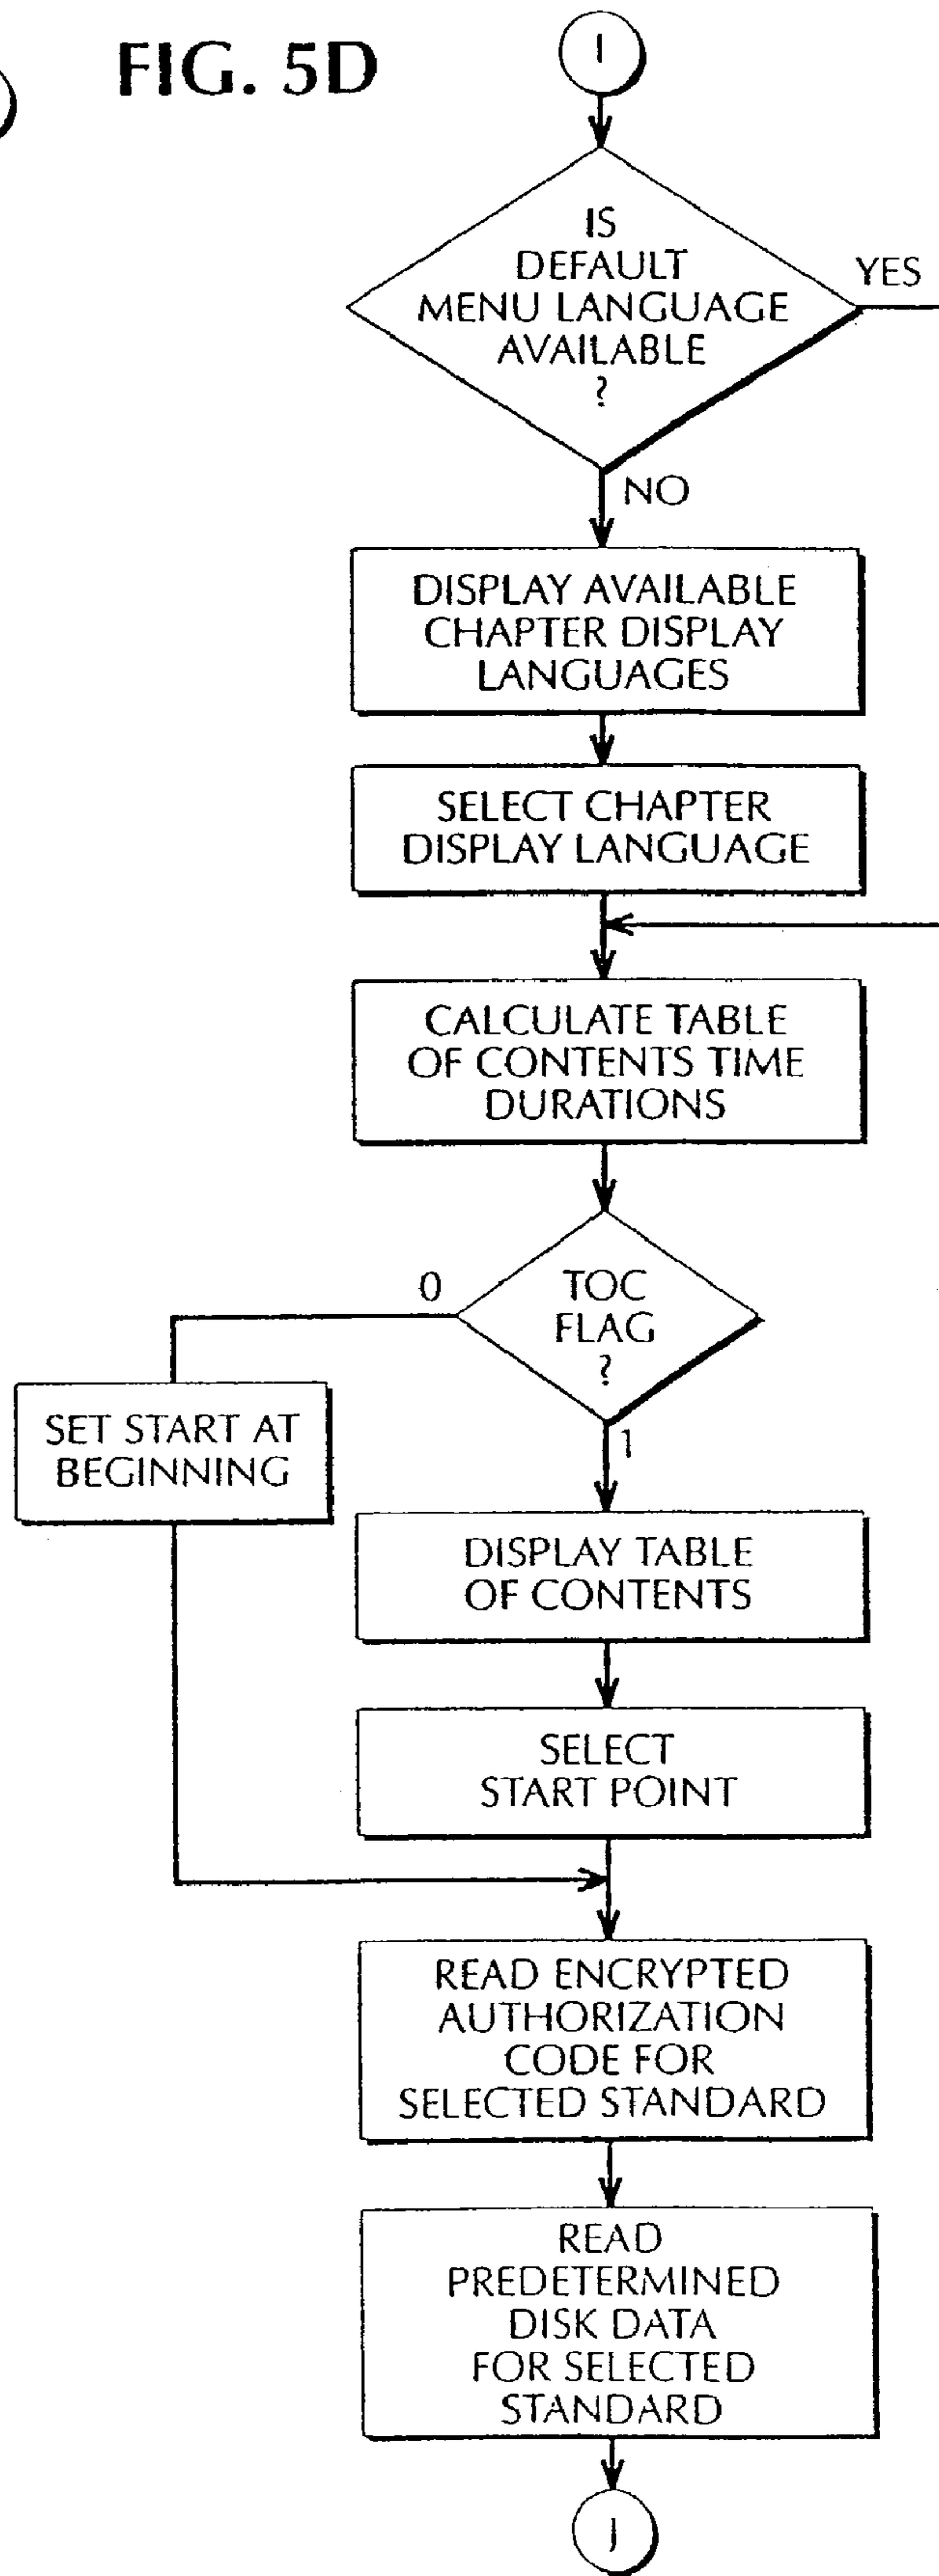 FIG. 5D
I
IS
DEFAULT
MENU LANGUAGE
AVAILABLE
?
YES
NO
DISPLAY AVAILABLE
CHAPTER DISPLAY
LANGUAGES
SELECT CHAPTER
DISPLAY LANGUAGE
CALCULATE TABLE
OF CONTENTS TIME
DURATIONS
0
TOC
FLAG
?
1
SET START AT
BEGINNING
DISPLAY TABLE
OF CONTENTS
SELECT
START POINT
READ ENCRYPTED
AUTHORIZATION
CODE FOR
SELECTED STANDARD
READ
PREDETERMINED
DISK DATA
FOR SELECTED
STANDARD
J